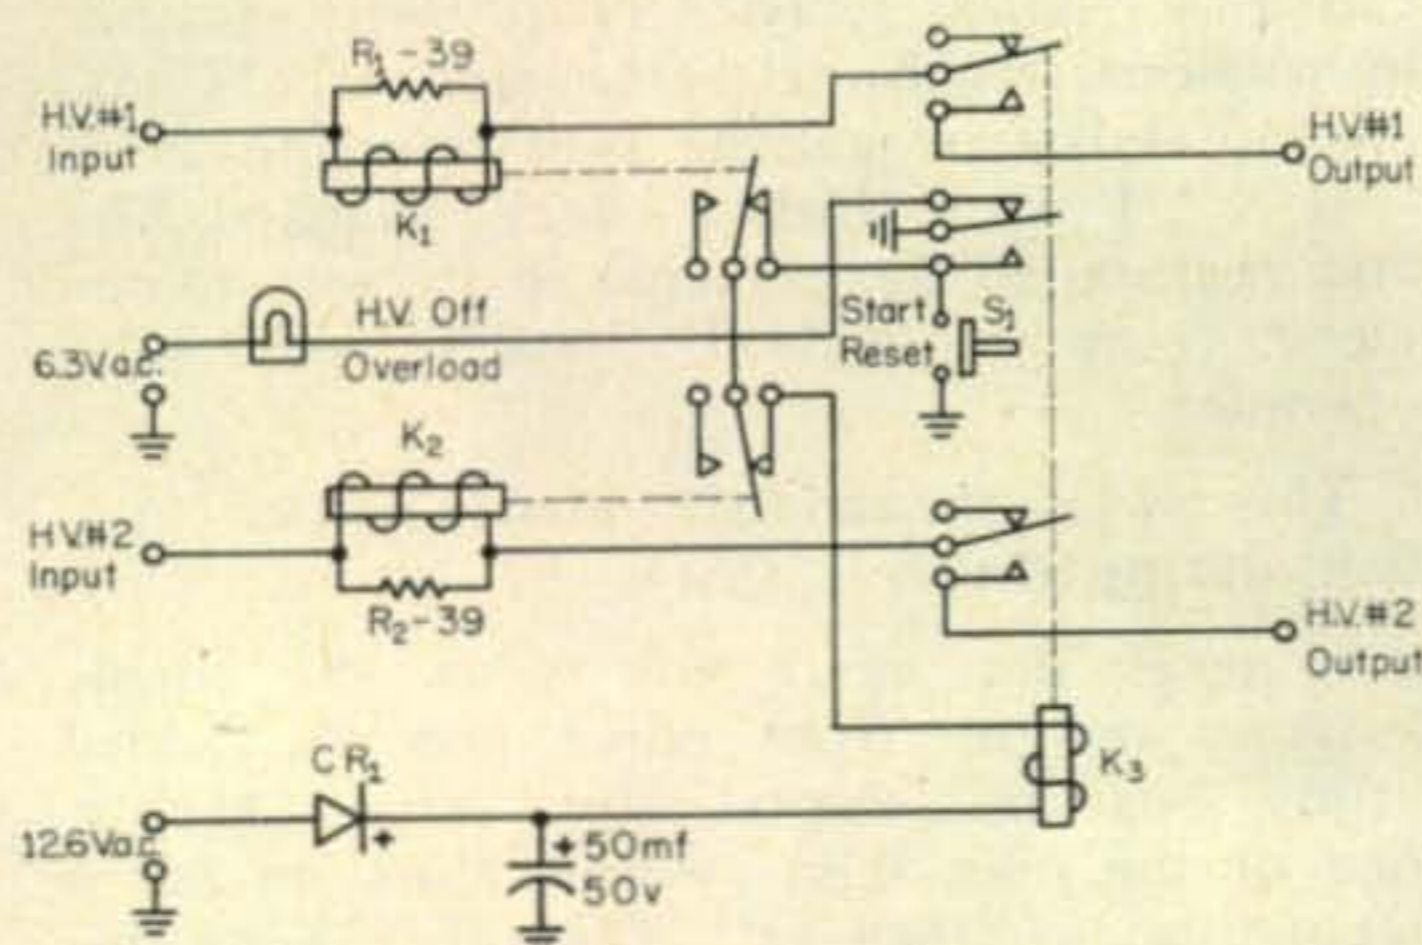 R1 - 39
H.V.#1
Input
K1
H.V.#1
Output
H.V. Off
Overload
6.3V.a.c.
Start
Reset
S1
K2
H.V.#2
Input
R2 - 39
H.V.#2
Output
K3
CR1
12.6Va.c.
+
+ 50mf
50v